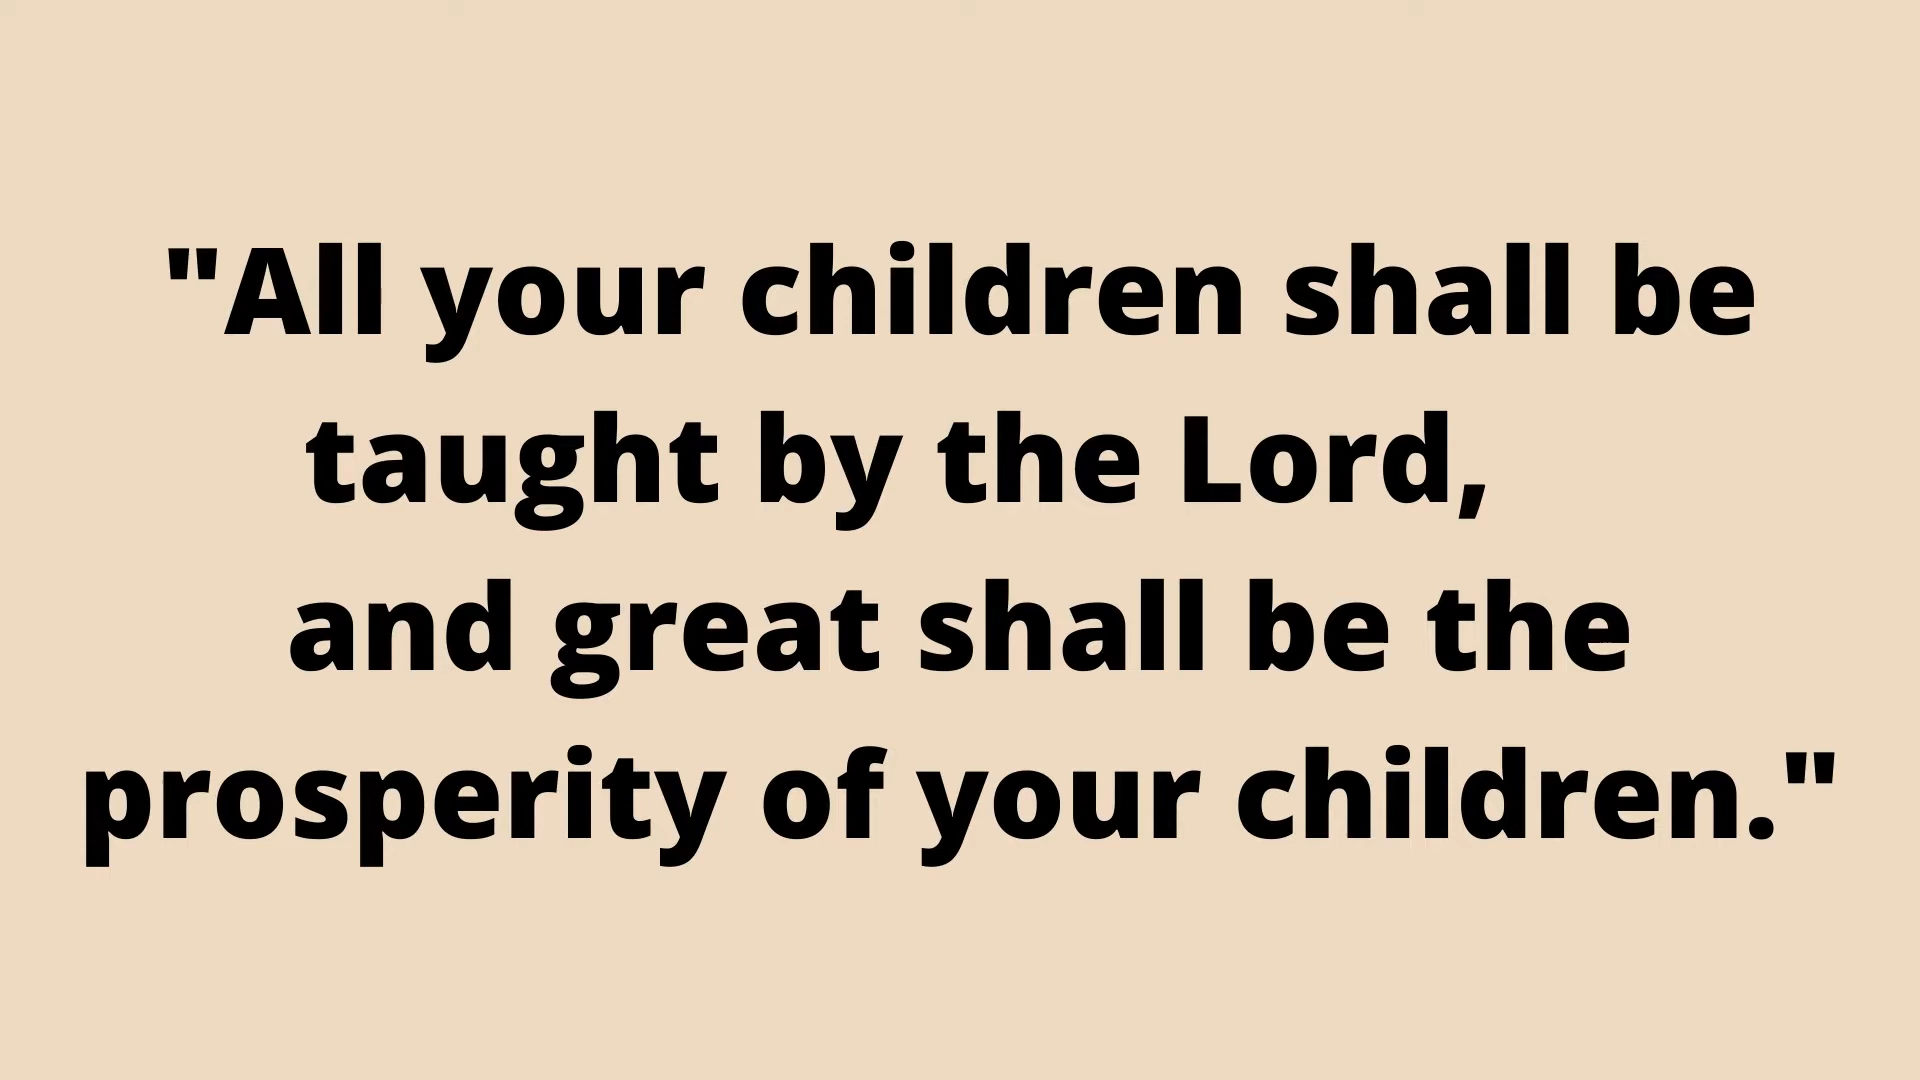 "All your children shall be
taught by the Lord,
and great shall be the
prosperity of your children."